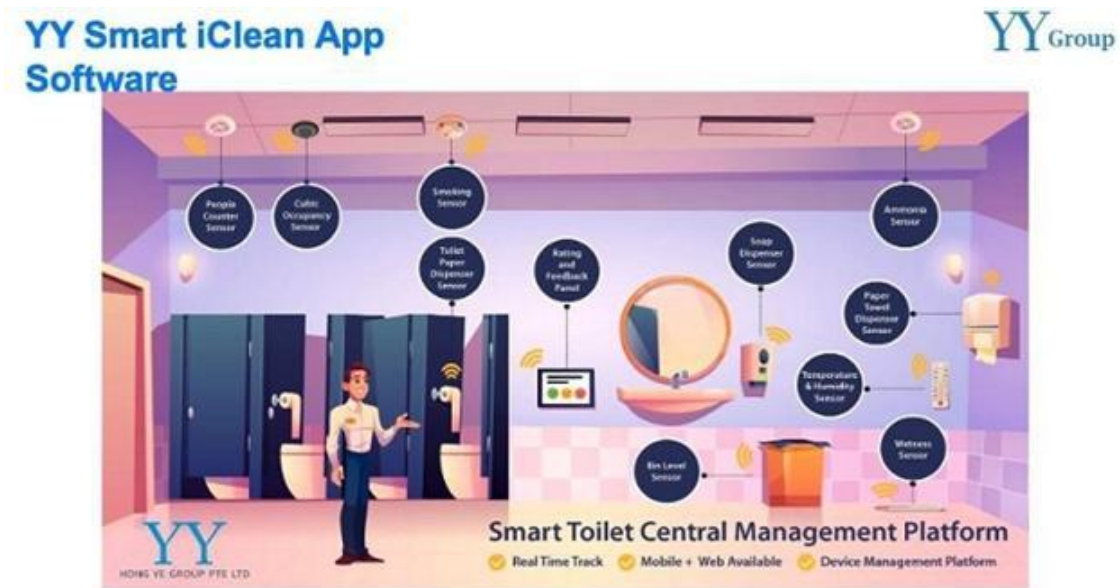 YY Smart iClean App
Software
YY Group
People
Counter
Sensor
Cubic
Occupancy
Sensor
Smoking
Sensor
Ammonia
Sensor
Toilet
Paper
Dispenser
Sensor
Rating
and
Feedback
Panel
Soap
Dispenser
Sensor
Paper
Towel
Dispenser
Sensor
Temperature
& Humidity
Sensor
Wetness
Sensor
Bin Level
Sensor
YY
HONG YE GROUP PTE LTD
Smart Toilet Central Management Platform
Real Time Track
Mobile + Web Available
Device Management Platform